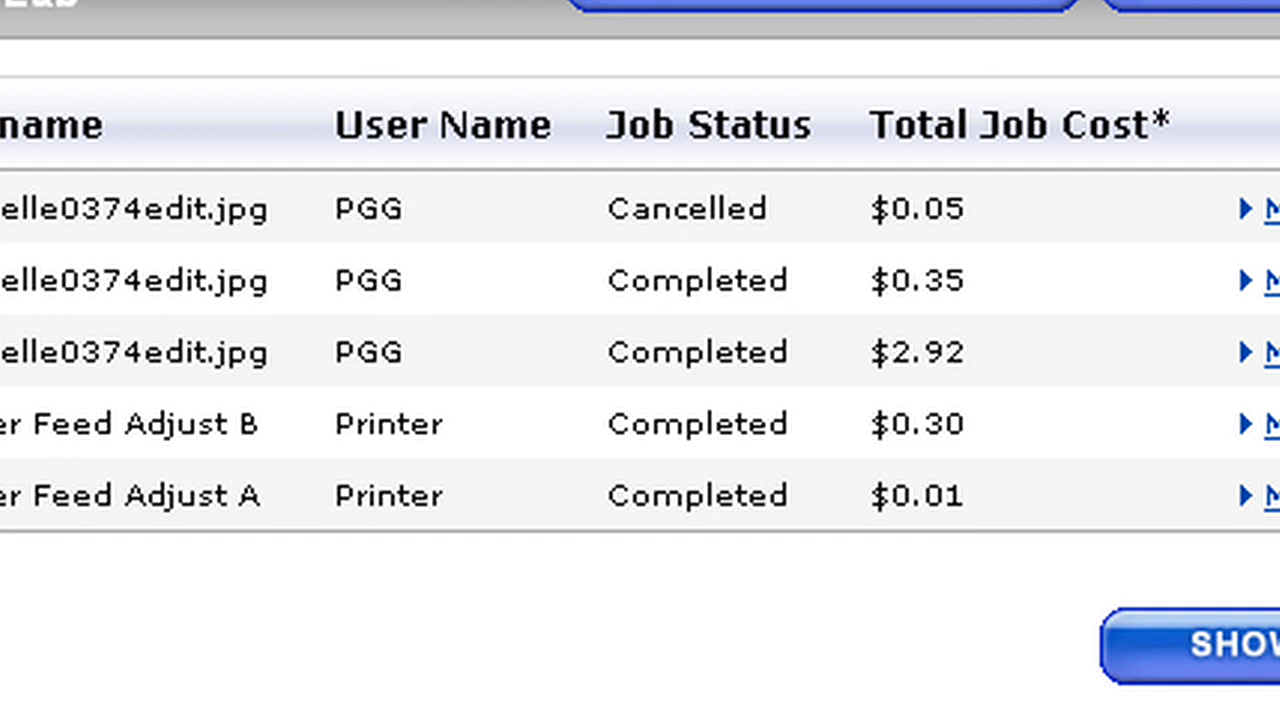 name User Name Job Status Total Job Cost*
elle0374edit.jpg PGG Cancelled $0.05
elle0374edit.jpg PGG Completed $0.35
elle0374edit.jpg PGG Completed $2.92
er Feed Adjust B Printer Completed $0.30
er Feed Adjust A Printer Completed $0.01
SHOW